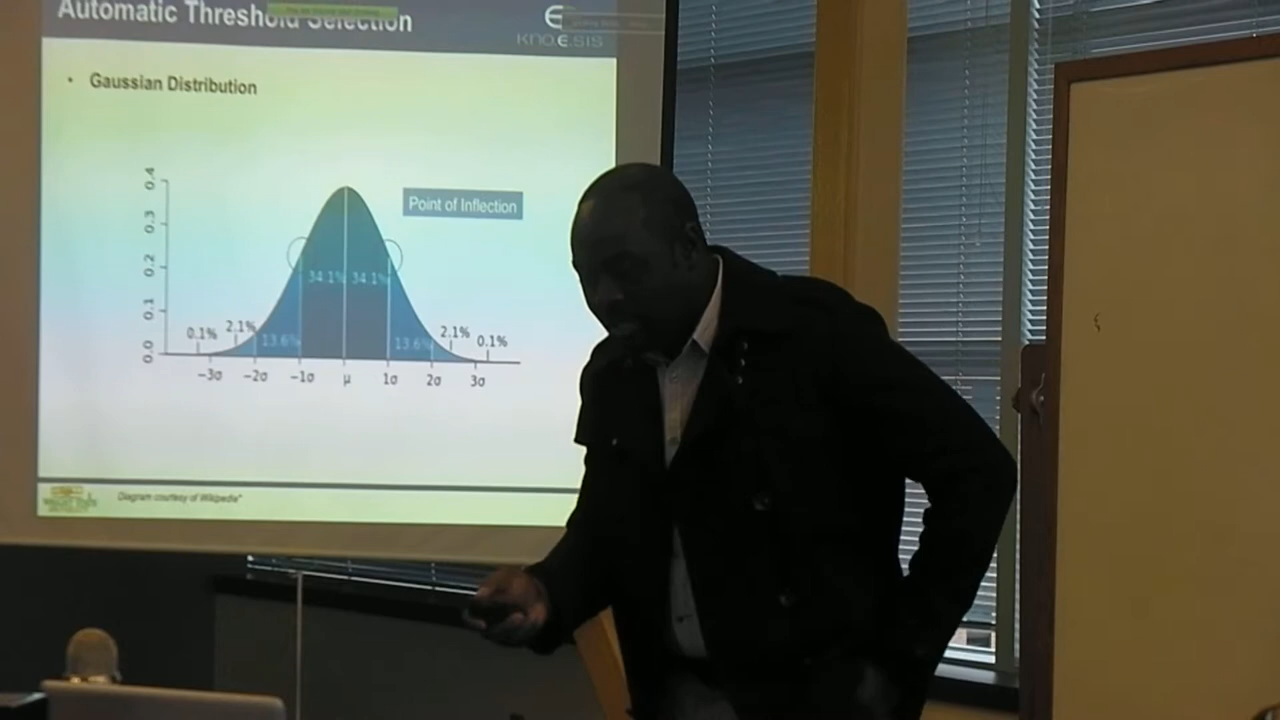 Automatic Threshold Selection
KNO.E.SIS
• Gaussian Distribution
Point of Inflection
0.4
0.3
0.2
0.1
0.0
34.1% 34.1%
0.1% 2.1% 13.6% 13.6% 2.1% 0.1%
−3σ −2σ −1σ μ 1σ 2σ 3σ
Diagram courtesy of Wikipedia*